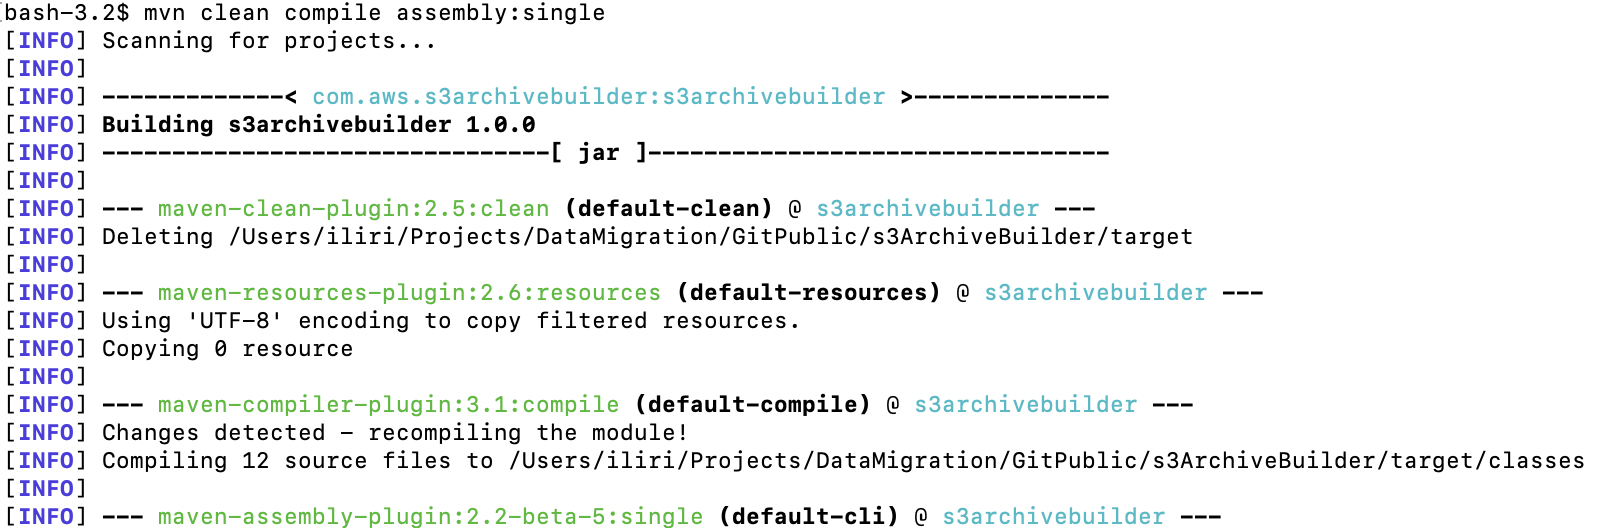 bash-3.2$ mvn clean compile assembly:single
[INFO] Scanning for projects...
[INFO]
[INFO] -------------< com.aws.s3archivebuilder:s3archivebuilder >--------------
[INFO] Building s3archivebuilder 1.0.0
[INFO] --------------------------------[ jar ]---------------------------------
[INFO]
[INFO] --- maven-clean-plugin:2.5:clean (default-clean) @ s3archivebuilder ---
[INFO] Deleting /Users/iliri/Projects/DataMigration/GitPublic/s3ArchiveBuilder/target
[INFO]
[INFO] --- maven-resources-plugin:2.6:resources (default-resources) @ s3archivebuilder ---
[INFO] Using 'UTF-8' encoding to copy filtered resources.
[INFO] Copying 0 resource
[INFO]
[INFO] --- maven-compiler-plugin:3.1:compile (default-compile) @ s3archivebuilder ---
[INFO] Changes detected - recompiling the module!
[INFO] Compiling 12 source files to /Users/iliri/Projects/DataMigration/GitPublic/s3ArchiveBuilder/target/classes
[INFO]
[INFO] --- maven-assembly-plugin:2.2-beta-5:single (default-cli) @ s3archivebuilder ---